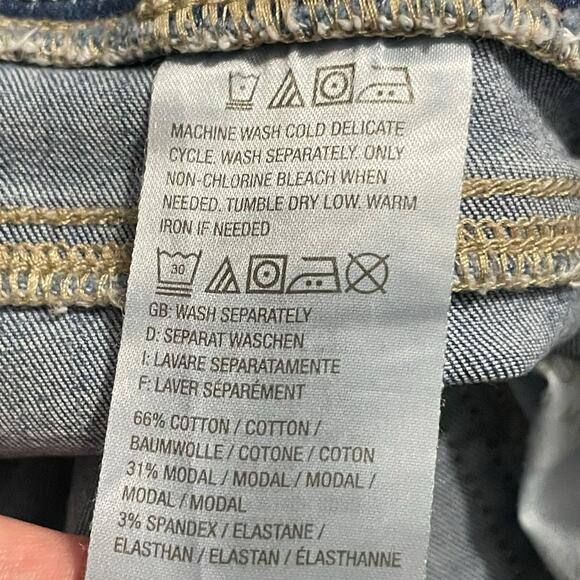 MACHINE WASH COLD DELICATE
CYCLE. WASH SEPARATELY. ONLY
NON-CHLORINE BLEACH WHEN
NEEDED. TUMBLE DRY LOW. WARM
IRON IF NEEDED
30
GB: WASH SEPARATELY
D: SEPARAT WASCHEN
I: LAVARE SEPARATAMENTE
F: LAVER SÉPARÉMENT
66% COTTON / COTTON /
BAUMWOLLE / COTONE / COTON
31% MODAL / MODAL / MODAL /
MODAL / MODAL
3% SPANDEX / ELASTANE /
ELASTHAN / ELASTAN / ÉLASTHANNE